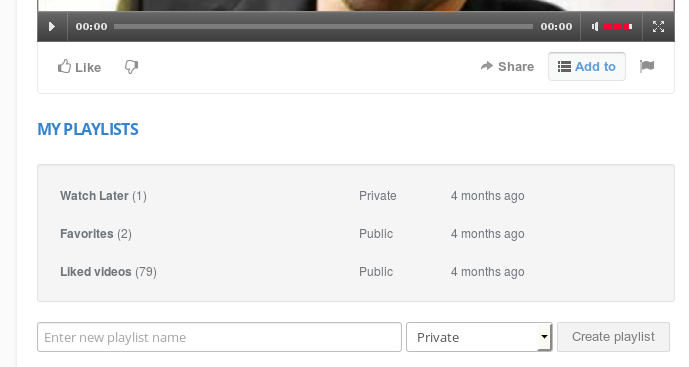 00:00 00:00
Like Share Add to
MY PLAYLISTS
Watch Later (1) Private 4 months ago
Favorites (2) Public 4 months ago
Liked videos (79) Public 4 months ago
Enter new playlist name Private Create playlist